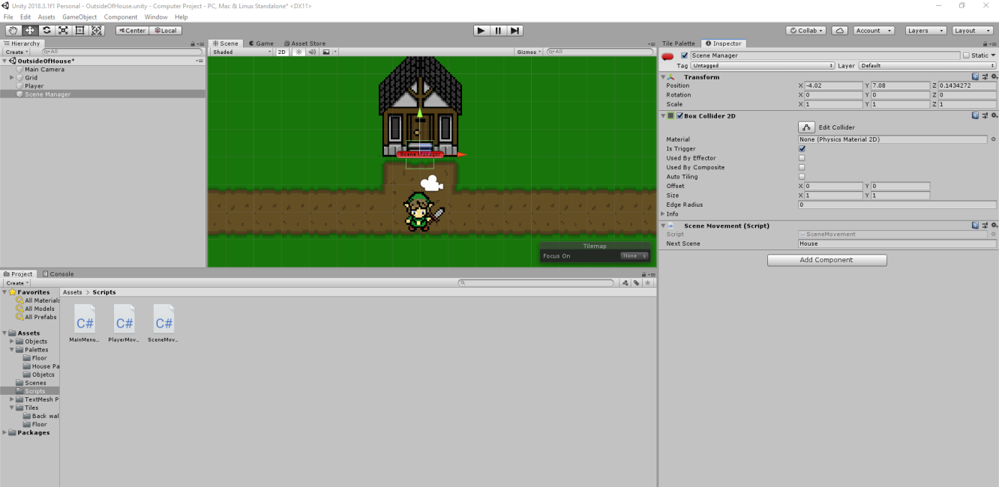 Unity 2018.3.1f1 Personal - OutsideOfHouse.unity - Computer Project - PC, Mac & Linux Standalone* <DX11>
File Edit Assets GameObject Component Window Help
Center Local Collab Account Layers Layout
Hierarchy
Create All
OutsideOfHouse*
Main Camera
Grid
Player
Scene Manager
Scene Game Asset Store
Shaded 2D Gizmos All
Scene Manager
Tilemap
Focus On None
Tile Palette Inspector
Scene Manager Static
Tag Untagged Layer Default
Transform
Position X -4.02 Y 7.08 Z 0.1434272
Rotation X 0 Y 0 Z 0
Scale X 1 Y 1 Z 1
Box Collider 2D
Edit Collider
Material None (Physics Material 2D)
Is Trigger
Used By Effector
Used By Composite
Auto Tiling
Offset X 0 Y 0
Size X 1 Y 1
Edge Radius 0
Info
Scene Movement (Script)
Script SceneMovement
Next Scene House
Add Component
Project Console
Create
Favorites
All Materials
All Models
All Prefabs
Assets
Objects
Palettes
Floor
House Pa
Objetcs
Scenes
Scripts
TextMesh P
Tiles
Back wal
Floor
Packages
Assets > Scripts
C# C# C#
MainMenu... PlayerMov... SceneMov...